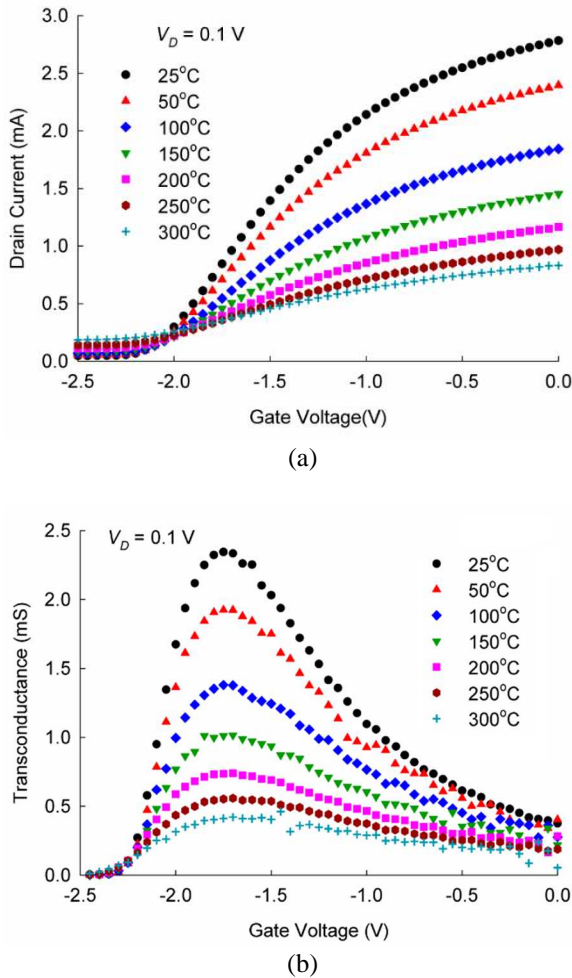 3.0
V_D = 0.1 V
2.5
25°C
50°C
2.0
100°C
150°C
1.5
200°C
250°C
1.0
300°C
0.5
0.0
Drain Current (mA)
-2.5 -2.0 -1.5 -1.0 -0.5 0.0
Gate Voltage(V)
(a)
2.5
V_D = 0.1 V
25°C
2.0
50°C
100°C
1.5
150°C
200°C
1.0
250°C
300°C
0.5
0.0
Transconductance (mS)
-2.5 -2.0 -1.5 -1.0 -0.5 0.0
Gate Voltage (V)
(b)